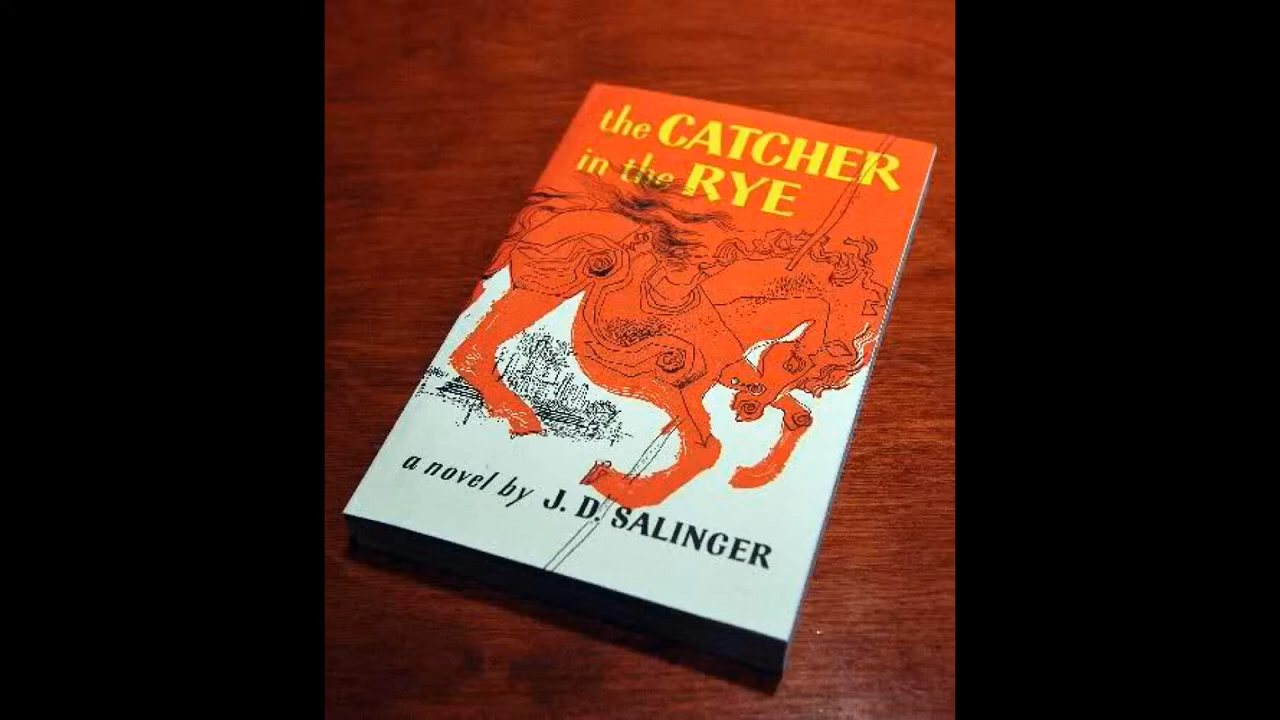 the CATCHER
in the RYE
a novel by J. D. SALINGER